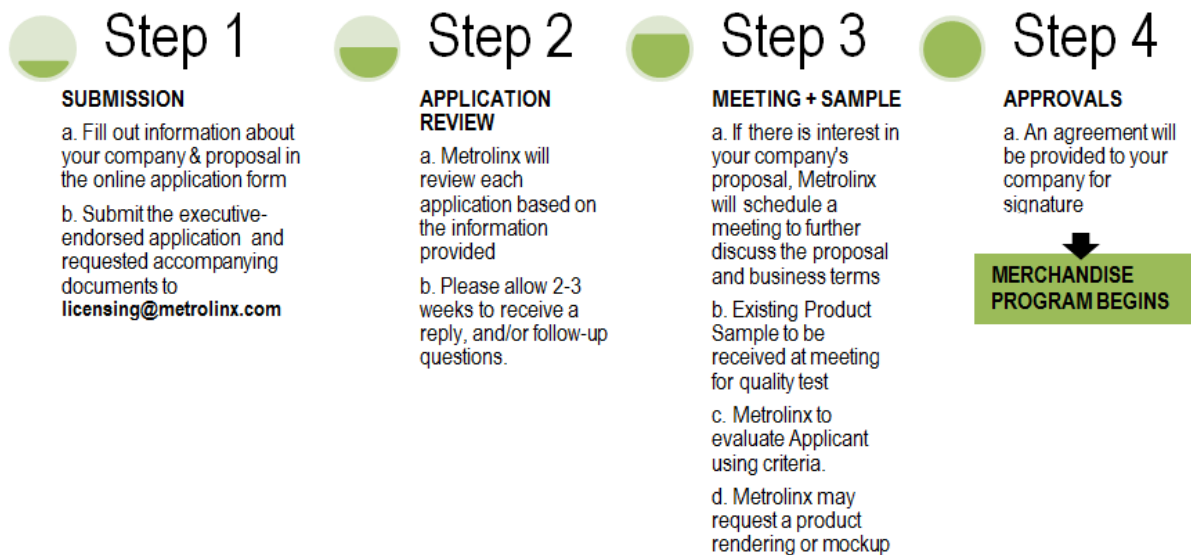 Step 1
SUBMISSION
a. Fill out information about
your company & proposal in
the online application form
b. Submit the executive-
endorsed application and
requested accompanying
documents to
licensing@metrolinx.com
Step 2
APPLICATION
REVIEW
a. Metrolinx will
review each
application based on
the information
provided
b. Please allow 2-3
weeks to receive a
reply, and/or follow-up
questions.
Step 3
MEETING + SAMPLE
a. If there is interest in
your company's
proposal, Metrolinx
will schedule a
meeting to further
discuss the proposal
and business terms
b. Existing Product
Sample to be
received at meeting
for quality test
c. Metrolinx to
evaluate Applicant
using criteria.
d. Metrolinx may
request a product
rendering or mockup
Step 4
APPROVALS
a. An agreement will
be provided to your
company for
signature
MERCHANDISE
PROGRAM BEGINS